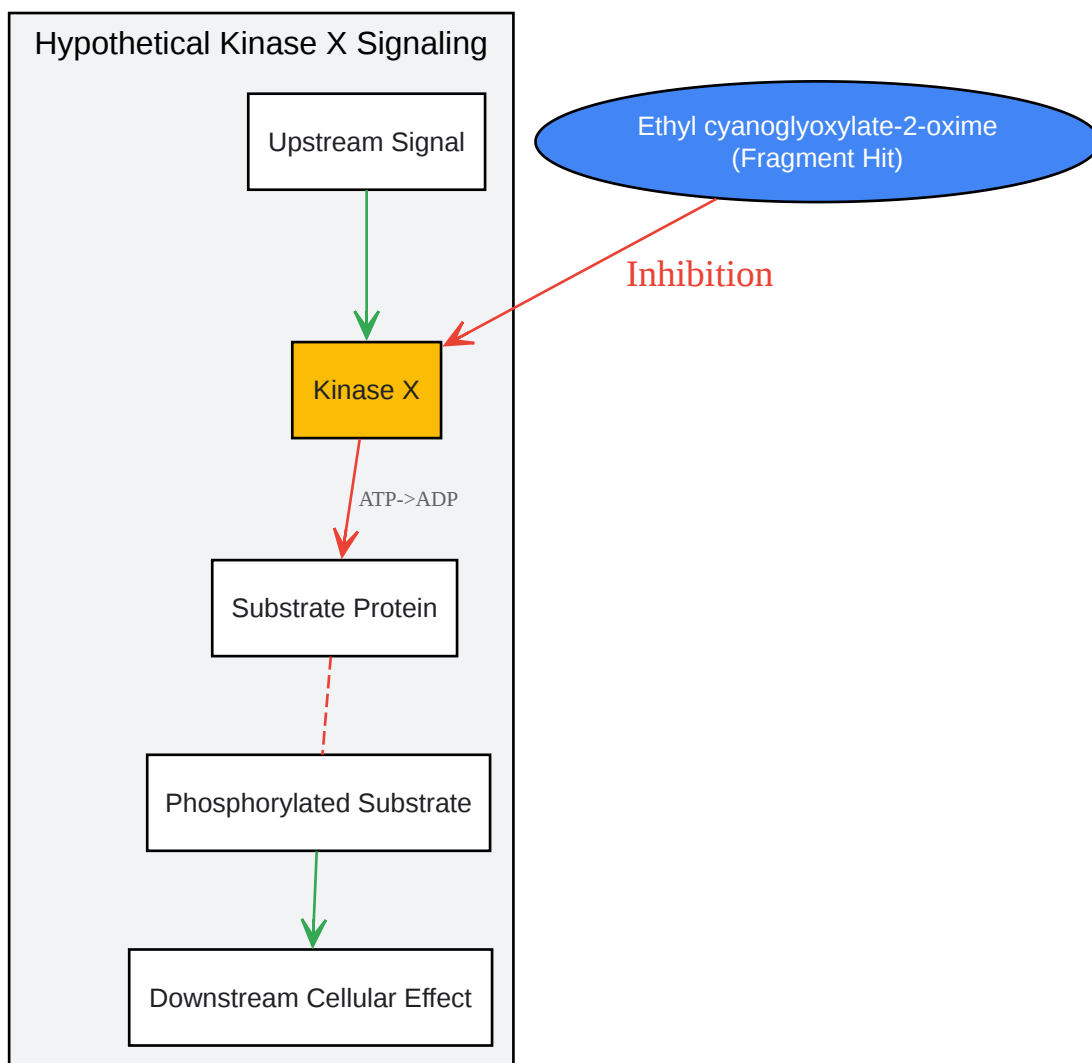 Hypothetical Kinase X Signaling
Upstream Signal
Ethyl cyanoglyoxylate-2-oxime
(Fragment Hit)
Inhibition
Kinase X
ATP->ADP
Substrate Protein
Phosphorylated Substrate
Downstream Cellular Effect